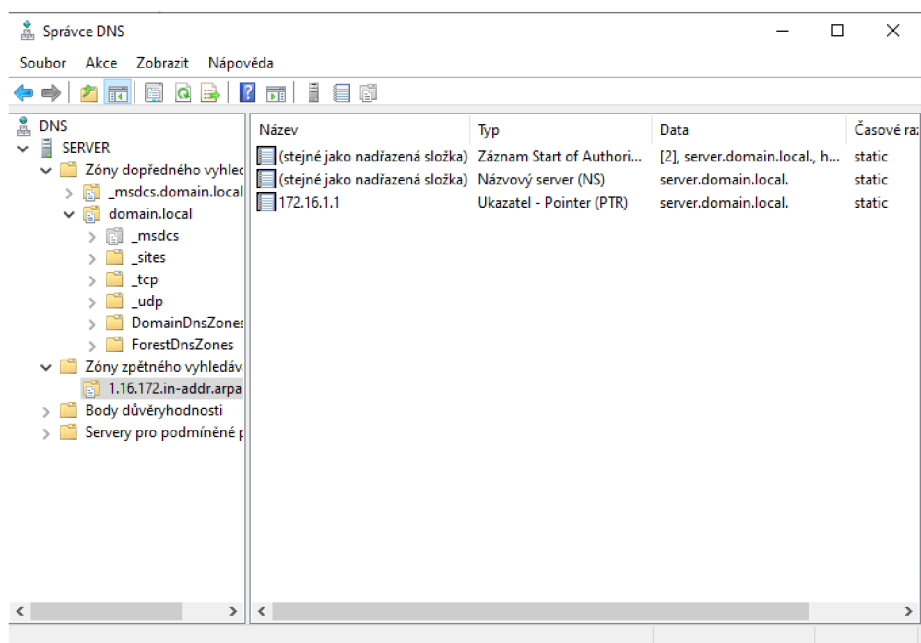 Správce DNS
Soubor Akce Zobrazit Nápověda
DNS
SERVER
Zóny dopředného vyhlec
_msdcs.domain.local
domain.local
_msdcs
_sites
_tcp
_udp
DomainDnsZones
ForestDnsZones
Zóny zpětného vyhledáv
1.16.172.in-addr.arpa
Body důvěryhodnosti
Servery pro podmíněné p
Název Typ Data Časové raz
(stejné jako nadřazená složka) Záznam Start of Authori... [2], server.domain.local., h... static
(stejné jako nadřazená složka) Názvový server (NS) server.domain.local. static
172.16.1.1 Ukazatel - Pointer (PTR) server.domain.local. static